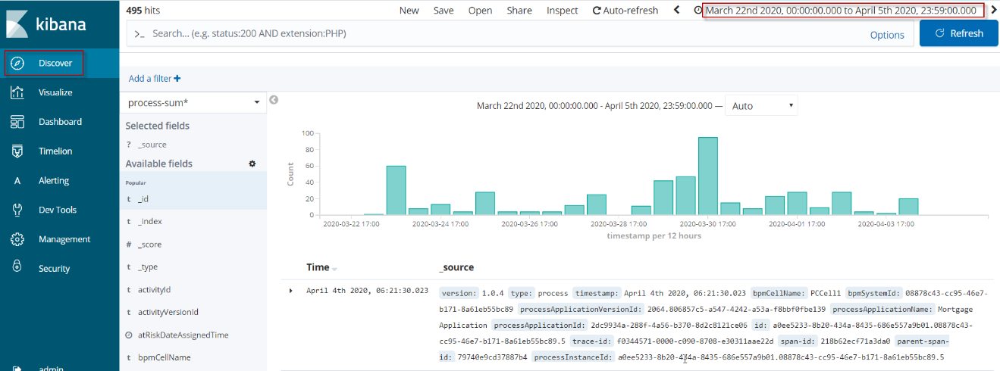 kibana
Discover
Visualize
Dashboard
Timelion
A Alerting
Dev Tools
Management
Security
admin
495 hits
New Save Open Share Inspect Auto-refresh March 22nd 2020, 00:00:00.000 to April 5th 2020, 23:59:00.000
>_ Search... (e.g. status:200 AND extension:PHP) Options Refresh
Add a filter +
process-sum*
Selected fields
? _source
Available fields
Popular
t _id
t _index
# _score
t _type
t activityId
t activityVersionId
atRiskDateAssignedTime
t bpmCellName
March 22nd 2020, 00:00:00.000 - April 5th 2020, 23:59:00.000 — Auto
Count
100
80
60
40
20
0
2020-03-22 17:00 2020-03-24 17:00 2020-03-26 17:00 2020-03-28 17:00 2020-03-30 17:00 2020-04-01 17:00 2020-04-03 17:00
timestamp per 12 hours
Time _source
April 4th 2020, 06:21:30.023 version: 1.0.4 type: process timestamp: April 4th 2020, 06:21:30.023 bpmCellName: PCCell1 bpmSystemId: 08878c43-cc95-46e7-
b171-8a61eb55bc89 processApplicationVersionId: 2064.806857c5-a547-4242-a53a-f8bbf0fbe139 processApplicationName: Mortgage
Application processApplicationId: 2dc9934a-288f-4a56-b370-8d2c8121ce06 id: a0ee5233-8b20-434a-8435-686e557a9b01.08878c43-
cc95-46e7-b171-8a61eb55bc89.5 trace-id: f0344571-0000-c090-8708-e30311aae22d span-id: 218b62ecf71a3da0 parent-span-
id: 79740e9cd37887b4 processInstanceId: a0ee5233-8b20-434a-8435-686e557a9b01.08878c43-cc95-46e7-b171-8a61eb55bc89.5